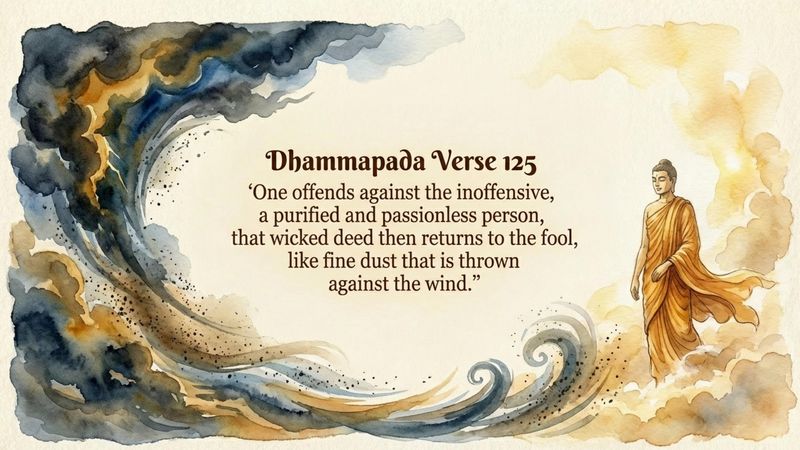 Dhammapada Verse 125
‘One offends against the inoffensive,
a purified and passionless person,
that wicked deed then returns to the fool,
like fine dust that is thrown
against the wind.”